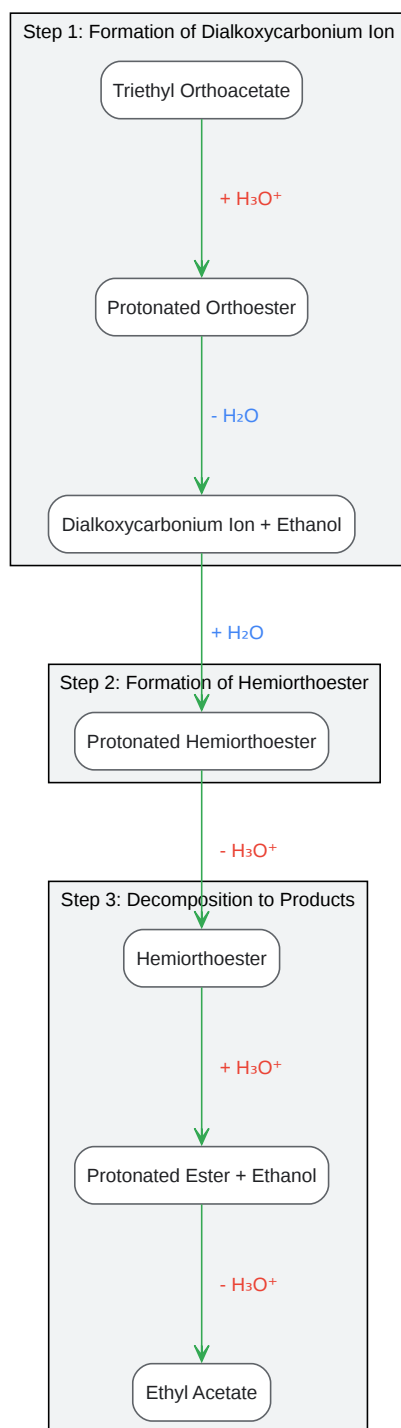 Step 1: Formation of Dialkoxycarbonium Ion
Triethyl Orthoacetate
+ H₃O⁺
Protonated Orthoester
- H₂O
Dialkoxycarbonium Ion + Ethanol
+ H₂O
Step 2: Formation of Hemiorthoester
Protonated Hemiorthoester
- H₃O⁺
Step 3: Decomposition to Products
Hemiorthoester
+ H₃O⁺
Protonated Ester + Ethanol
- H₃O⁺
Ethyl Acetate